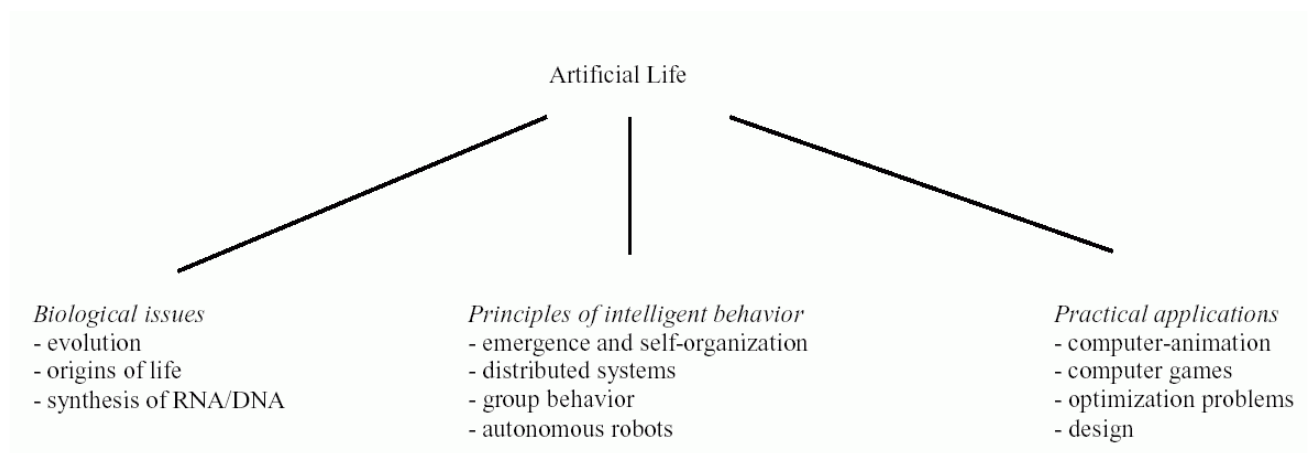 Artificial Life
Biological issues
- evolution
- origins of life
- synthesis of RNA/DNA
Principles of intelligent behavior
- emergence and self-organization
- distributed systems
- group behavior
- autonomous robots
Practical applications
- computer-animation
- computer games
- optimization problems
- design